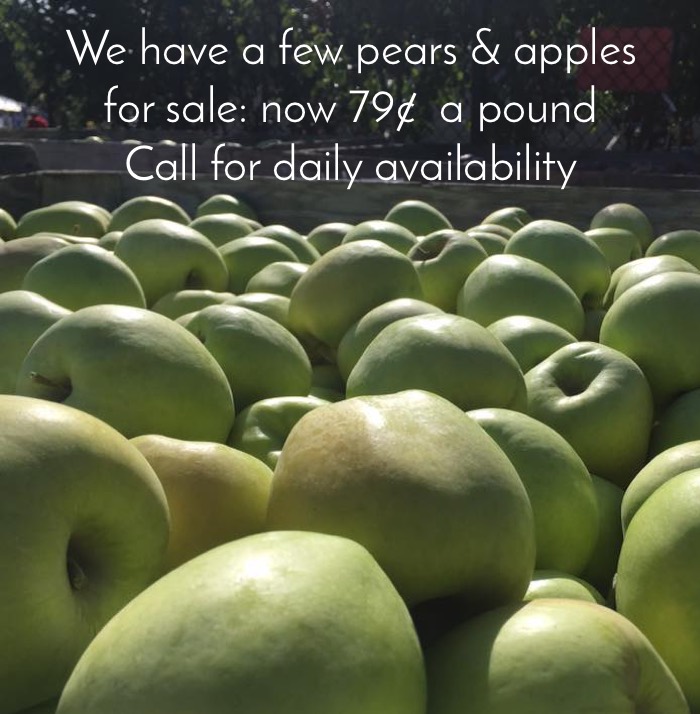 We have a few pears & apples
for sale: now 79¢ a pound
Call for daily availability